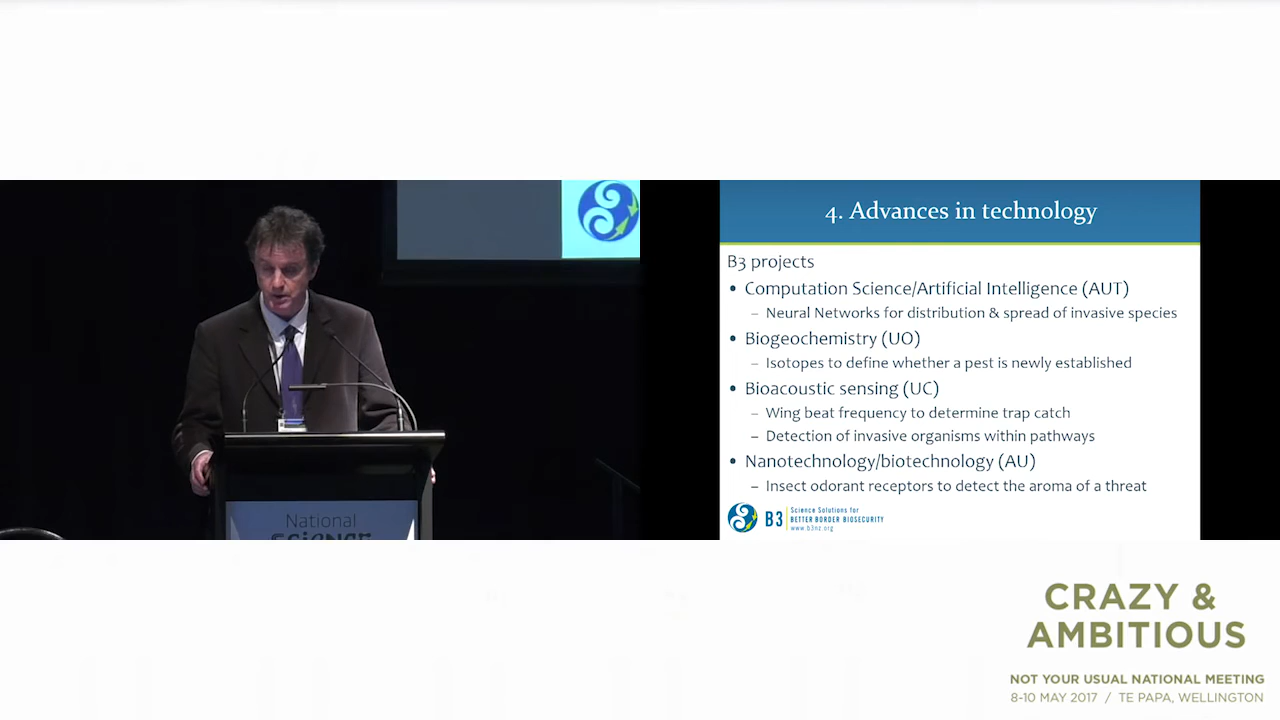 National
Science
4. Advances in technology
B3 projects
• Computation Science/Artificial Intelligence (AUT)
– Neural Networks for distribution & spread of invasive species
• Biogeochemistry (UO)
– Isotopes to define whether a pest is newly established
• Bioacoustic sensing (UC)
– Wing beat frequency to determine trap catch
– Detection of invasive organisms within pathways
• Nanotechnology/biotechnology (AU)
– Insect odorant receptors to detect the aroma of a threat
B3
Science Solutions for
BETTER BORDER BIOSECURITY
www.b3nz.org
CRAZY &
AMBITIOUS
NOT YOUR USUAL NATIONAL MEETING
8-10 MAY 2017 / TE PAPA, WELLINGTON